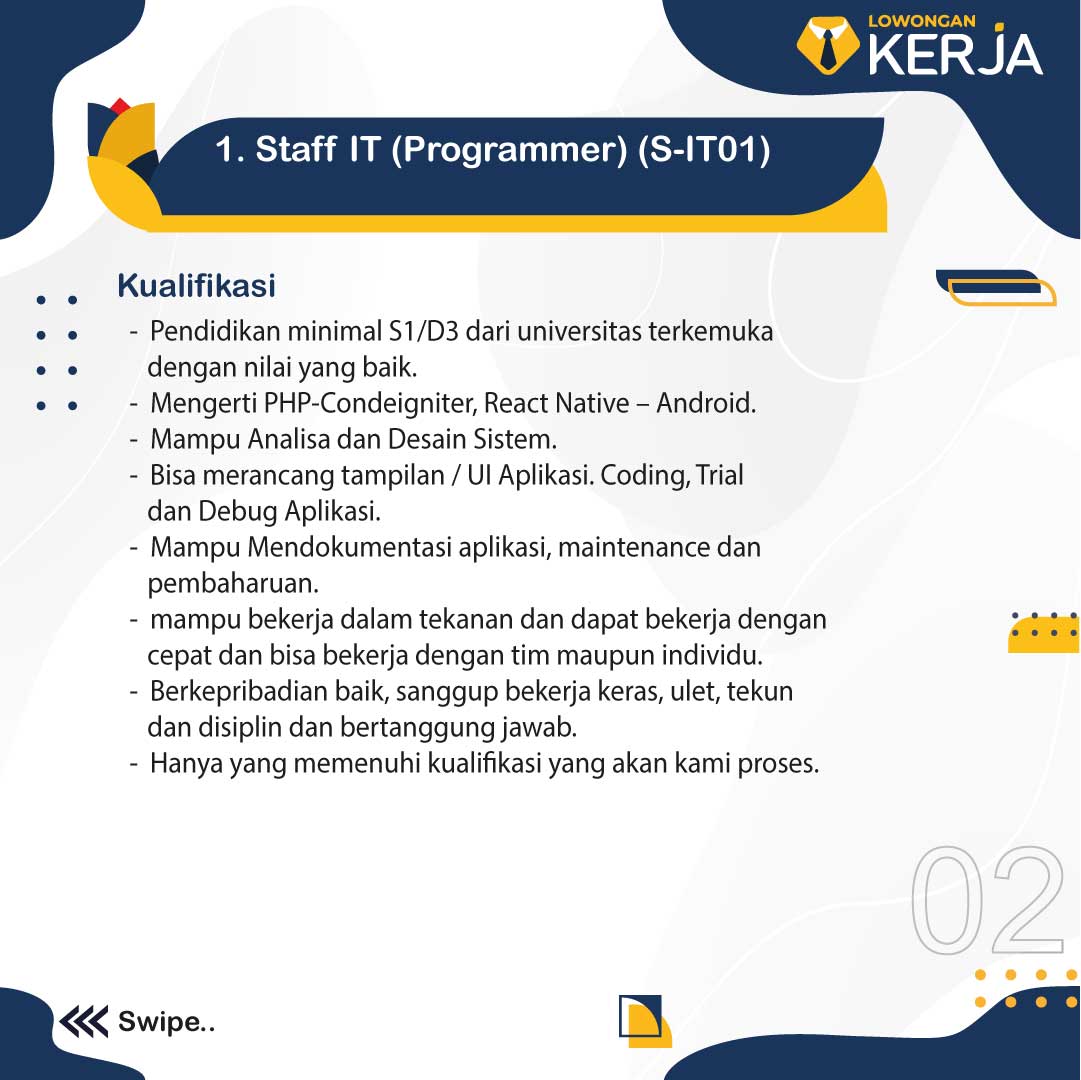 LOWONGAN
KERJA
1. Staff IT (Programmer) (S-IT01)
Kualifikasi
- Pendidikan minimal S1/D3 dari universitas terkemuka
dengan nilai yang baik.
- Mengerti PHP-Condeigniter, React Native – Android.
- Mampu Analisa dan Desain Sistem.
- Bisa merancang tampilan / UI Aplikasi. Coding, Trial
dan Debug Aplikasi.
- Mampu Mendokumentasi aplikasi, maintenance dan
pembaharuan.
- mampu bekerja dalam tekanan dan dapat bekerja dengan
cepat dan bisa bekerja dengan tim maupun individu.
- Berkepribadian baik, sanggup bekerja keras, ulet, tekun
dan disiplin dan bertanggung jawab.
- Hanya yang memenuhi kualifikasi yang akan kami proses.
02
Swipe..